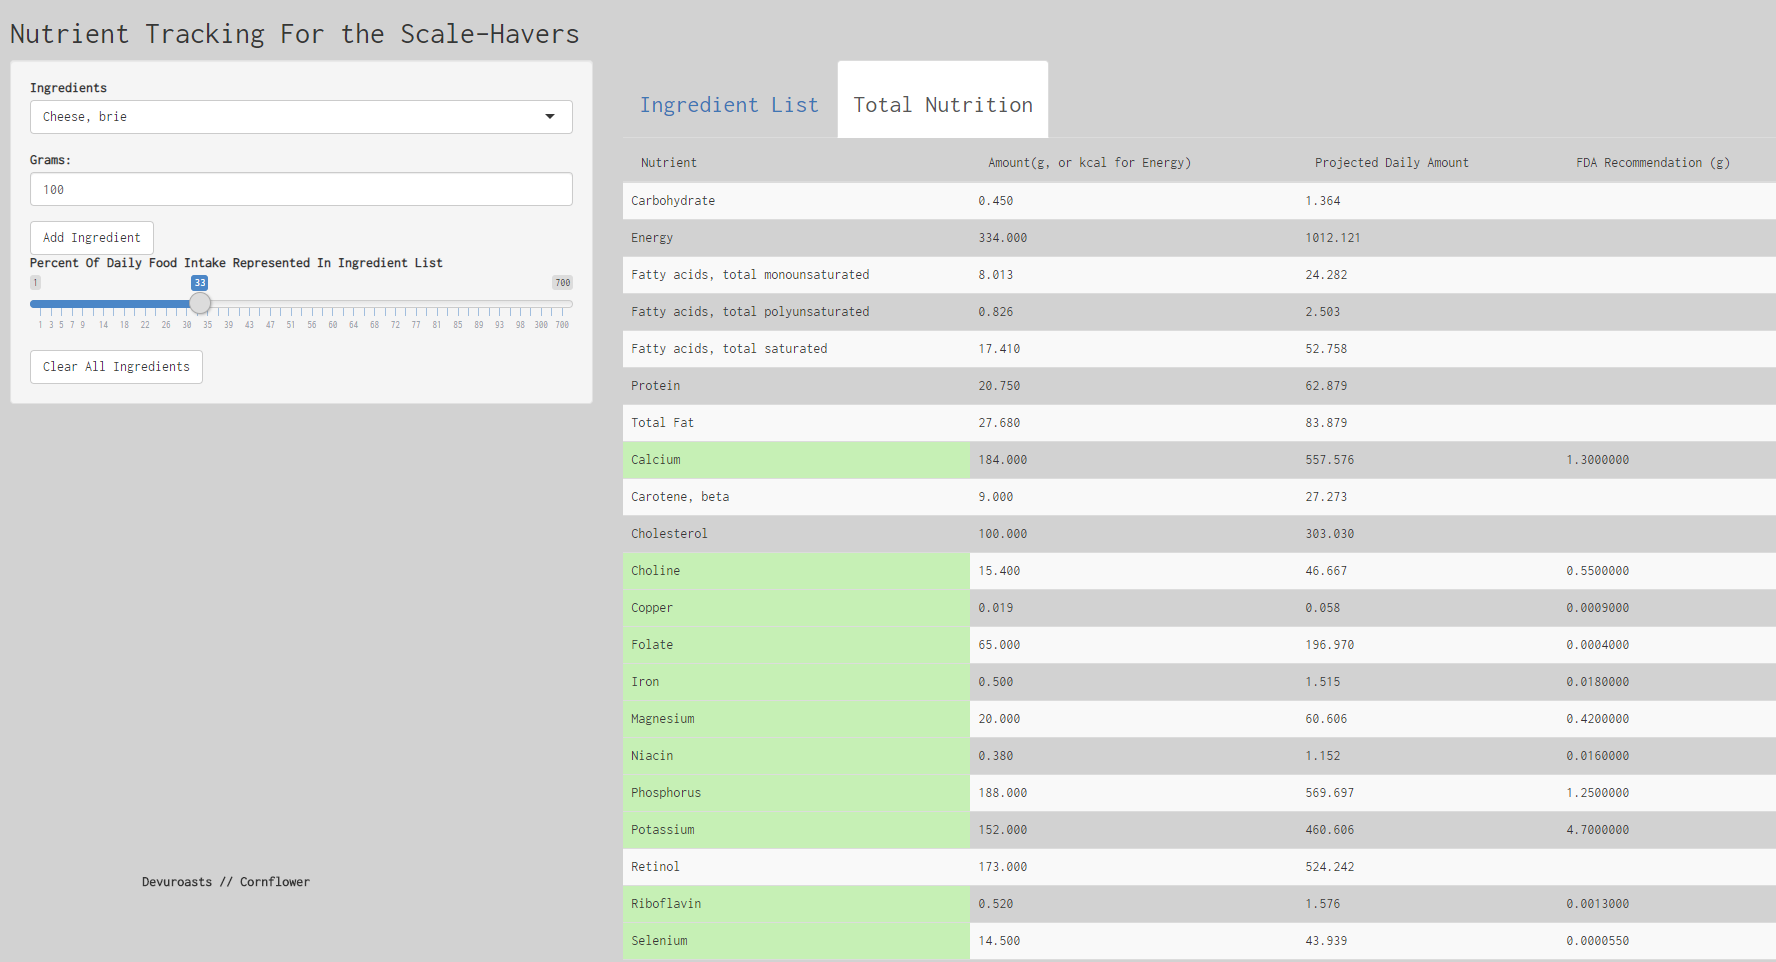 Nutrient Tracking For the Scale-Havers
Ingredients
Cheese, brie
Grams:
100
Add Ingredient
Percent Of Daily Food Intake Represented In Ingredient List
1 33 700
1 3 5 7 9 14 18 22 26 30 35 39 43 47 51 56 60 64 68 72 77 81 85 89 93 98 300 700
Clear All Ingredients
Devuroasts // Cornflower
Ingredient List Total Nutrition
Nutrient Amount(g, or kcal for Energy) Projected Daily Amount FDA Recommendation (g)
Carbohydrate 0.450 1.364
Energy 334.000 1012.121
Fatty acids, total monounsaturated 8.013 24.282
Fatty acids, total polyunsaturated 0.826 2.503
Fatty acids, total saturated 17.410 52.758
Protein 20.750 62.879
Total Fat 27.680 83.879
Calcium 184.000 557.576 1.3000000
Carotene, beta 9.000 27.273
Cholesterol 100.000 303.030
Choline 15.400 46.667 0.5500000
Copper 0.019 0.058 0.0009000
Folate 65.000 196.970 0.0004000
Iron 0.500 1.515 0.0180000
Magnesium 20.000 60.606 0.4200000
Niacin 0.380 1.152 0.0160000
Phosphorus 188.000 569.697 1.2500000
Potassium 152.000 460.606 4.7000000
Retinol 173.000 524.242
Riboflavin 0.520 1.576 0.0013000
Selenium 14.500 43.939 0.0000550